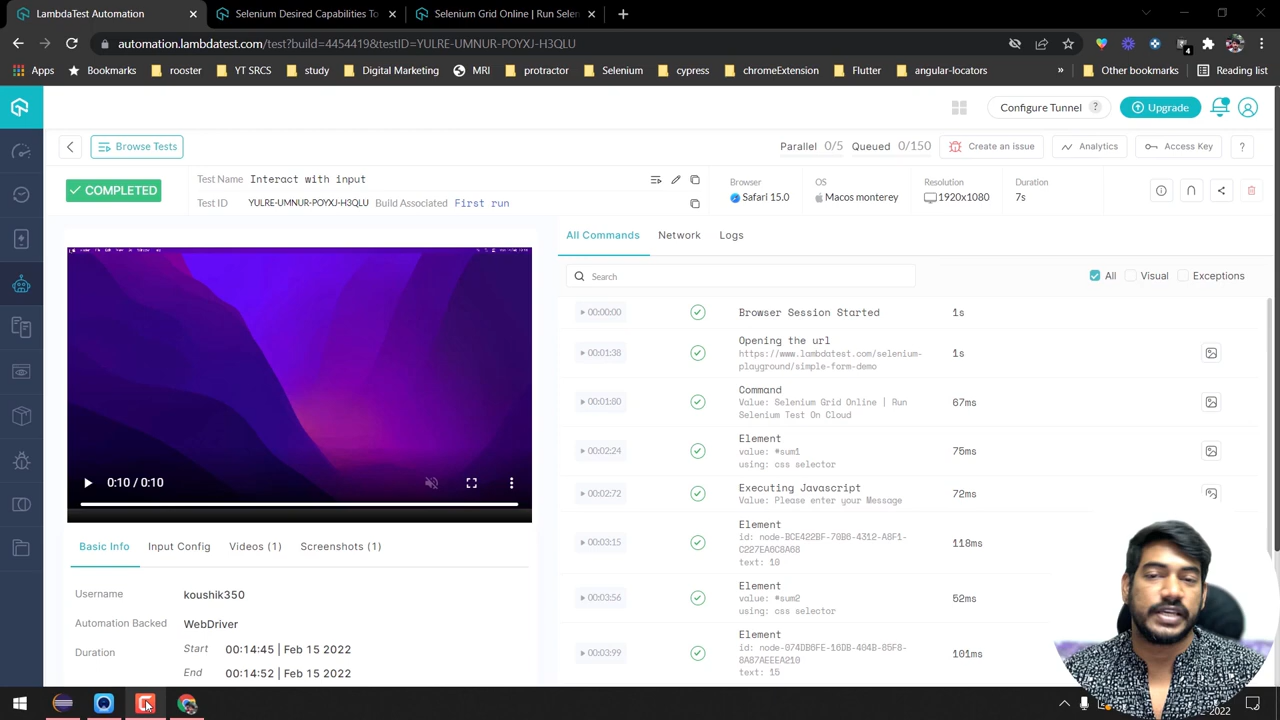 LambdaTest
Selenium Desired Capabilities To
Selenium Grid Online | Run Selen
automation.lambdatest.com/test?build=4454419&testID=YULRE-UMNUR-POYXJ-H3QLU
4
Apps
Bookmarks
rooster
YT SRCS
study
Digital Marketing
MRI
protractor
Selenium
cypress
chromeExtension
Flutter
angular-locators
»
Other bookmarks
Reading list
Configure Tunnel ?
Upgrade
Browse Tests
Parallel 0/5 Queued 0/150
Create an issue
Analytics
Access Key
?
COMPLETED
Test Name Interact with input
Test ID YULRE-UMNUR-POYXJ-H3QLU Build Associated First run
Browser
Safari 15.0
OS
Macos monterey
Resolution
1920x1080
Duration
7s
All Commands Network Logs
Search
All Visual Exceptions
00:00:00 Browser Session Started 1s
Opening the url
00:01:38 https://www.lambdatest.com/selenium- 1s
playground/simple-form-demo
Command
00:01:80 Value: Selenium Grid Online | Run 67ms
Selenium Test On Cloud
Element
00:02:24 value: #sum1 75ms
using: css selector
Executing Javascript
00:02:72 72ms
Value: Please enter your Message
Element
00:03:15 id: node-BCE422BF-78B6-4312-A8F1- 118ms
C227EA6C8A68
text: 10
Element
00:03:56 value: #sum2 52ms
using: css selector
Element
00:03:99 id: node-074DB6FE-16DB-404B-85F8- 101ms
8A87AEEEA210
text: 15
0:10 / 0:10
Basic Info Input Config Videos (1) Screenshots (1)
Username koushik350
Automation Backed WebDriver
Duration Start 00:14:45 | Feb 15 2022
End 00:14:52 | Feb 15 2022
2022